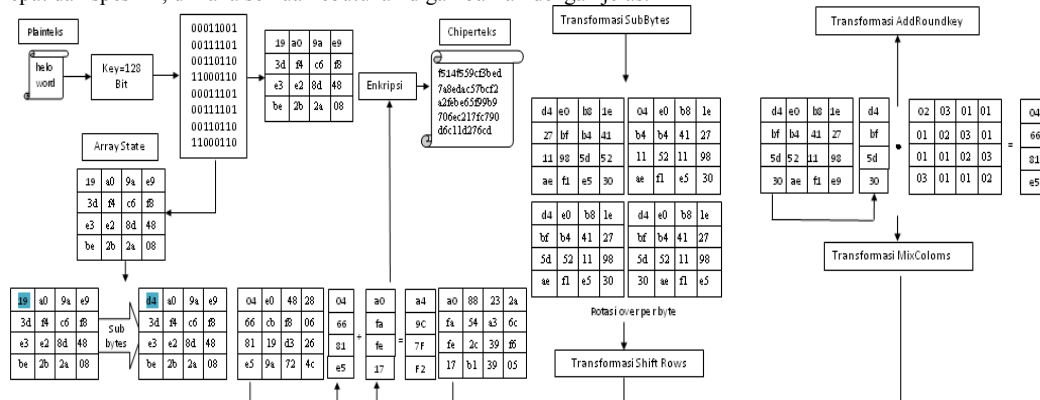 Plainteks
helo
word
Key=128
Bit
00011001
00111101
00110110
11000110
00011101
00111101
00110110
11000110
19 a0 9a e9
3d f4 c6 f8
e3 e2 8d 48
be 2b 2a 08
Enkripsi
Chiperteks
f514f559cf3bed
7a8edac57bcf2
a2febe65f99b9
706ec217fc790
d6c11d276cd
Array State
19 a0 9a e9
3d f4 c6 f8
e3 e2 8d 48
be 2b 2a 08
19 a0 9a e9
3d f4 c6 f8
e3 e2 8d 48
be 2b 2a 08
Sub
bytes
d4 a0 9a e9
3d f4 c6 f8
e3 e2 8d 48
be 2b 2a 08
04 e0 48 28
66 cb f8 06
81 19 d3 26
e5 9a 72 4c
04
66
81
e5
+
a0
fa
fe
17
=
a4
9C
7F
F2
a0 88 23 2a
fa 54 a3 6c
fe 2c 39 f6
17 b1 39 05
Transformasi SubBytes
d4 e0 b8 1e
27 bf b4 41
11 98 5d 52
ae f1 e5 30
04 e0 b8 1e
b4 b4 41 27
11 52 11 98
ae f1 e5 30
d4 e0 b8 1e
bf b4 41 27
5d 52 11 98
ae f1 e5 30
d4 e0 b8 1e
bf b4 41 27
5d 52 11 98
30 ae f1 e5
Rotasi over per byte
Transformasi Shift Rows
Transformasi AddRoundkey
d4 e0 b8 1e
bf b4 41 27
5d 52 11 98
30 ae f1 e9
d4
bf
5d
30
02 03 01 01
01 02 03 01
01 01 02 03
03 01 01 02
=
04
66
81
e5
Transformasi MixColoms